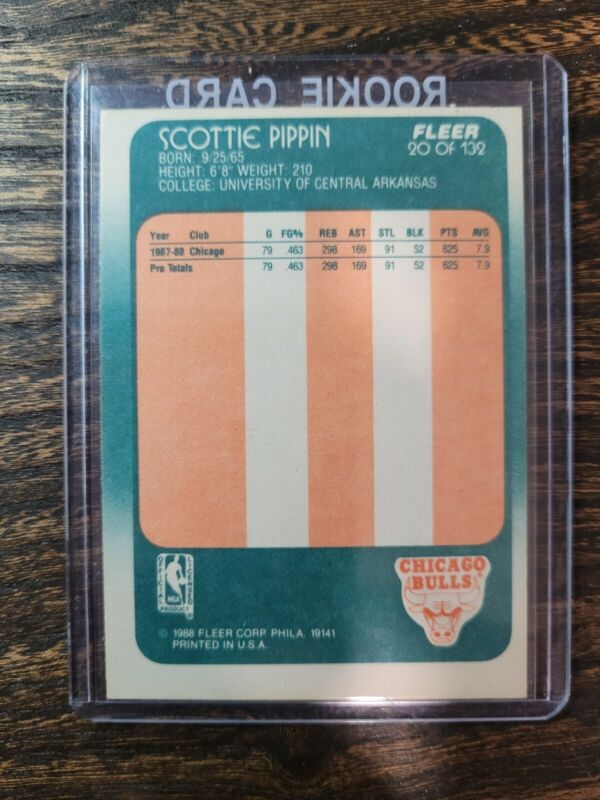 ROOKIE CARD
SCOTTIE PIPPIN
FLEER
20 OF 132
BORN: 9/25/65
HEIGHT: 6'8" WEIGHT: 210
COLLEGE: UNIVERSITY OF CENTRAL ARKANSAS
Year Club G FG% REB AST STL BLK PTS AVG
1987-88 Chicago 79 .463 298 169 91 52 625 7.9
Pro Totals 79 .463 298 169 91 52 625 7.9
OFFICIAL LICENSED
NBA
PRODUCT
®
CHICAGO
BULLS
© 1988 FLEER CORP. PHILA. 19141
PRINTED IN U.S.A.